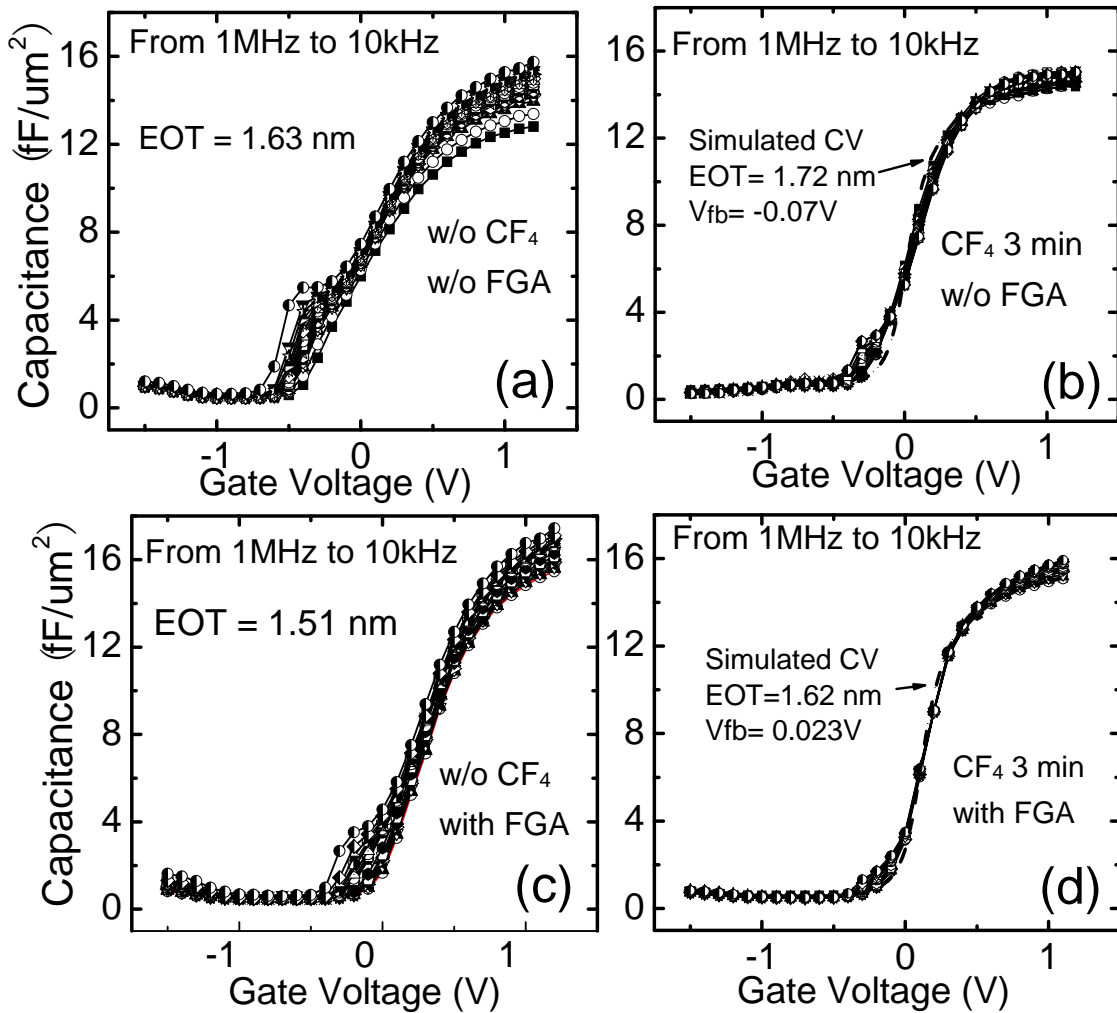 From 1MHz to 10kHz
EOT = 1.63 nm
w/o CF₄
w/o FGA
(a)
16
12
8
4
0
-1
0
1
Capacitance (fF/um²)
Gate Voltage (V)
From 1MHz to 10kHz
Simulated CV
EOT= 1.72 nm
Vfb= -0.07V
CF₄ 3 min
w/o FGA
(b)
16
12
8
4
0
-1
0
1
Gate Voltage (V)
From 1MHz to 10kHz
EOT = 1.51 nm
w/o CF₄
with FGA
(c)
16
12
8
4
0
-1
0
1
Capacitance (fF/um²)
Gate Voltage (V)
From 1MHz to 10kHz
Simulated CV
EOT=1.62 nm
Vfb= 0.023V
CF₄ 3 min
with FGA
(d)
16
12
8
4
0
-1
0
1
Gate Voltage (V)